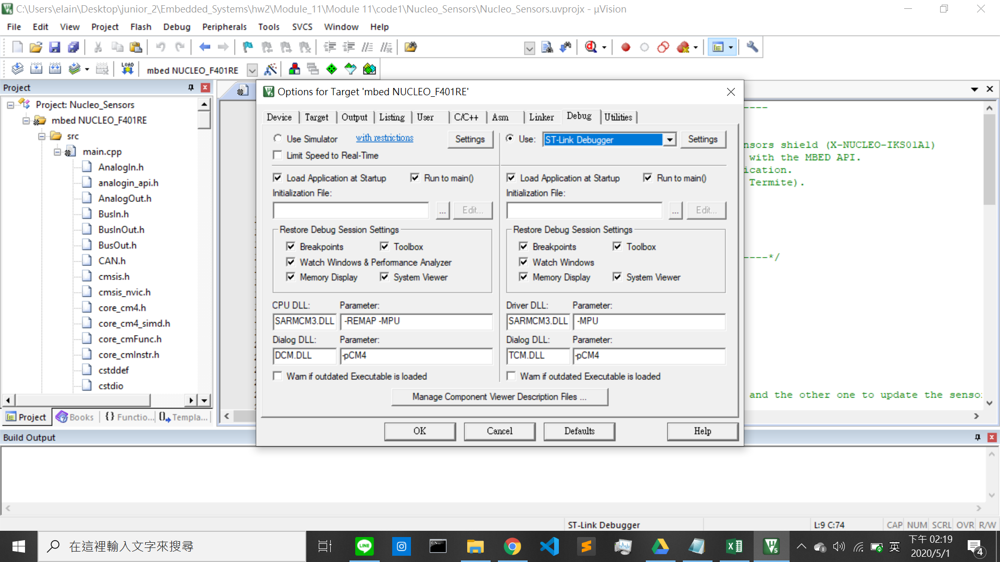 C:\Users\elain\Desktop\junior_2\Embedded_Systems\hw2\Module_11\Module 11\code1\Nucleo_Sensors\Nucleo_Sensors.uvprojx - µVision
File Edit View Project Flash Debug Peripherals Tools SVCS Window Help
LOAD
mbed NUCLEO_F401RE
Project
Project: Nucleo_Sensors
mbed NUCLEO_F401RE
src
main.cpp
AnalogIn.h
analogin_api.h
AnalogOut.h
BusIn.h
BusInOut.h
BusOut.h
CAN.h
cmsis.h
cmsis_nvic.h
core_cm4.h
core_cm4_simd.h
core_cmFunc.h
core_cmInstr.h
cstddef
cstdio
Project Books {} Functio... Templa...
Options for Target 'mbed NUCLEO_F401RE'
Device Target Output Listing User C/C++ Asm Linker Debug Utilities
Use Simulator with restrictions Settings
Limit Speed to Real-Time
Load Application at Startup Run to main()
Initialization File:
... Edit...
Restore Debug Session Settings
Breakpoints Toolbox
Watch Windows & Performance Analyzer
Memory Display System Viewer
CPU DLL: Parameter:
SARMCM3.DLL -REMAP -MPU
Dialog DLL: Parameter:
DCM.DLL -pCM4
Warn if outdated Executable is loaded
Use: ST-Link Debugger Settings
Load Application at Startup Run to main()
Initialization File:
... Edit...
Restore Debug Session Settings
Breakpoints Toolbox
Watch Windows
Memory Display System Viewer
Driver DLL: Parameter:
SARMCM3.DLL -MPU
Dialog DLL: Parameter:
TCM.DLL -pCM4
Warn if outdated Executable is loaded
Manage Component Viewer Description Files ...
OK Cancel Defaults Help
----
nsors shield (X-NUCLEO-IKS01A1)
with the MBED API.
ication.
Termite).
----*/
and the other one to update the senso
Build Output
ST-Link Debugger L:9 C:74 CAP NUM SCRL OVR R/W
在這裡輸入文字來搜尋
LINE
英
下午 02:19
2020/5/1
4